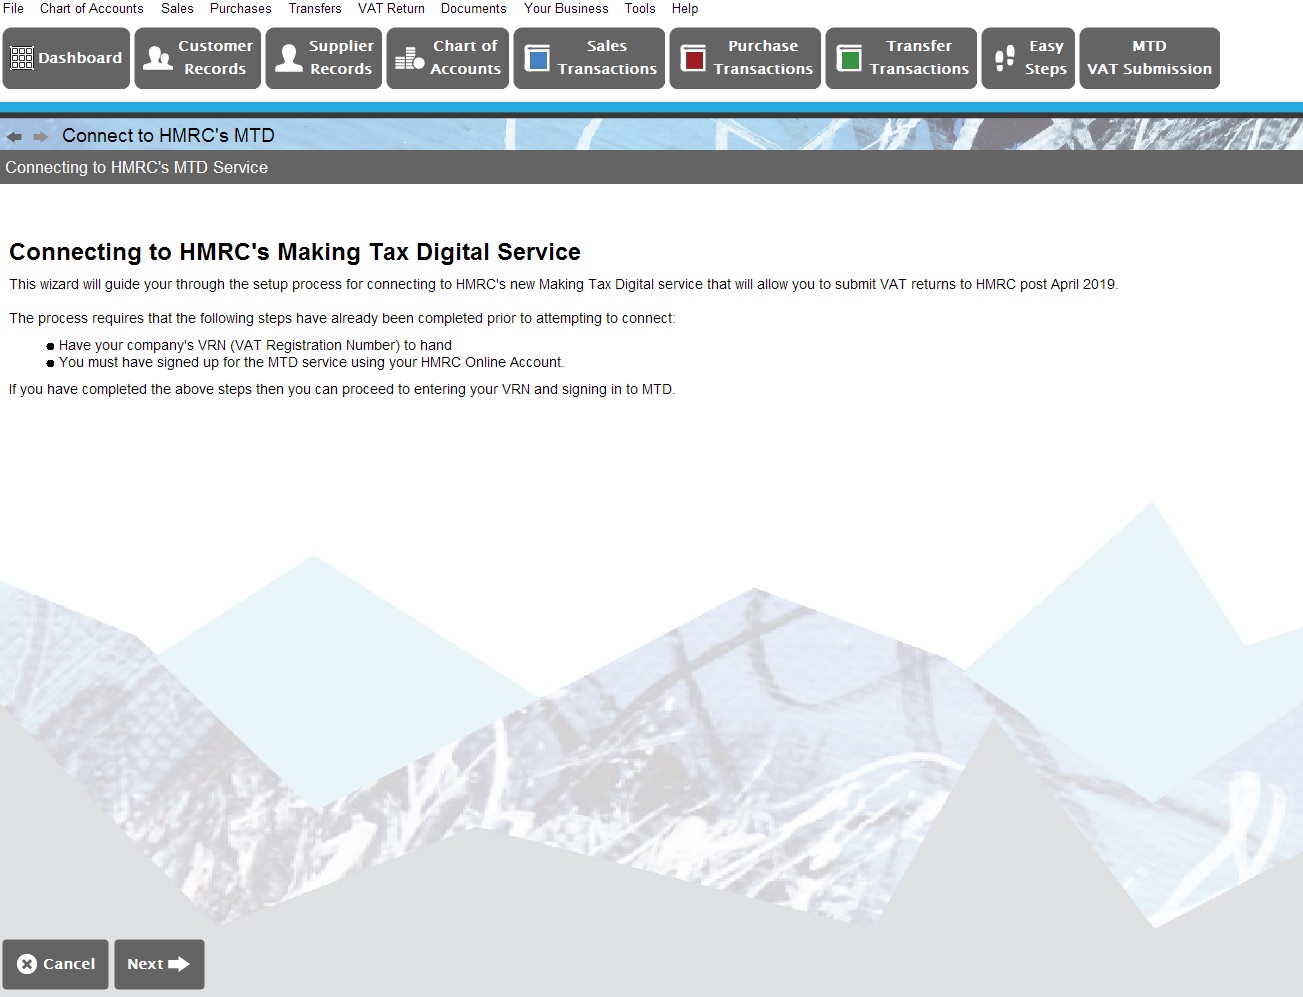 File Chart of Accounts Sales Purchases Transfers VAT Return Documents Your Business Tools Help
Dashboard
Customer
Records
Supplier
Records
Chart of
Accounts
Sales
Transactions
Purchase
Transactions
Transfer
Transactions
Easy
Steps
MTD
VAT Submission
Connect to HMRC's MTD
Connecting to HMRC's MTD Service
Connecting to HMRC's Making Tax Digital Service
This wizard will guide your through the setup process for connecting to HMRC's new Making Tax Digital service that will allow you to submit VAT returns to HMRC post April 2019.
The process requires that the following steps have already been completed prior to attempting to connect:
● Have your company's VRN (VAT Registration Number) to hand
● You must have signed up for the MTD service using your HMRC Online Account.
If you have completed the above steps then you can proceed to entering your VRN and signing in to MTD.
Cancel
Next